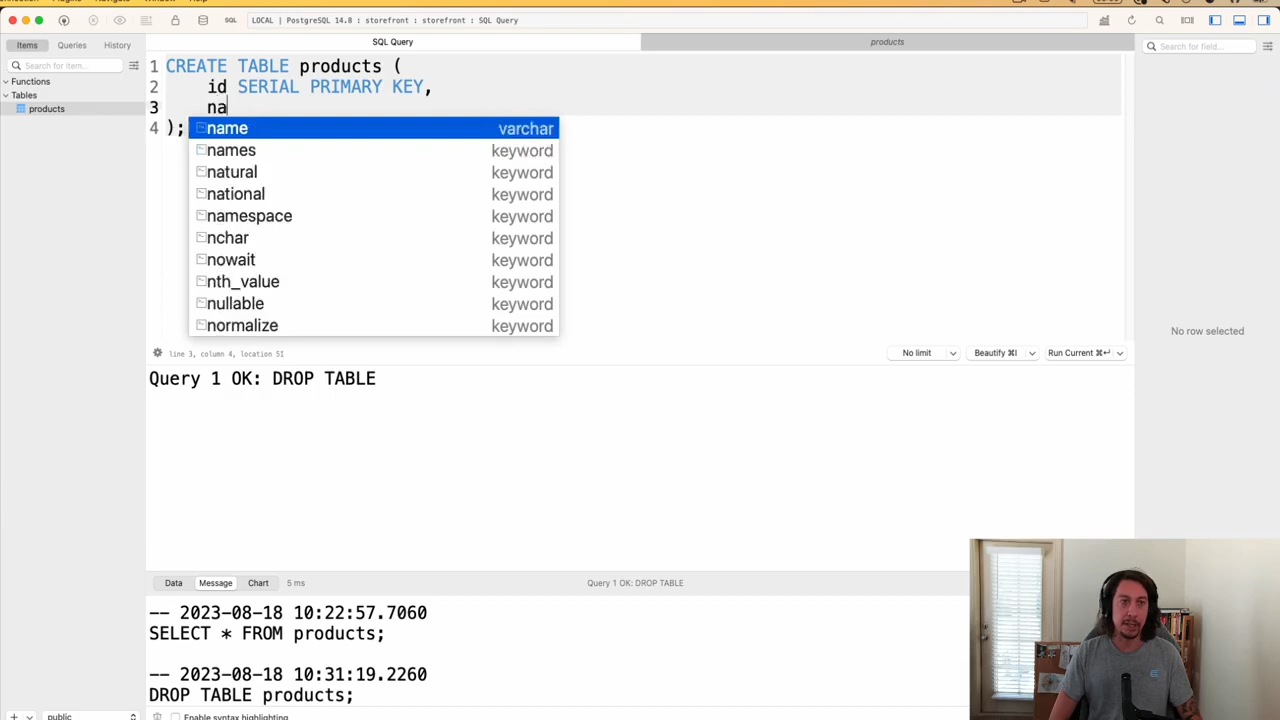 LOCAL | PostgreSQL 14.8 : storefront : storefront : SQL Query
SQL
Items Queries History
SQL Query
products
Search for item...
Search for field...
Functions
Tables
products
1 CREATE TABLE products (
2 id SERIAL PRIMARY KEY,
3 na
4 );
name varchar
names keyword
natural keyword
national keyword
namespace keyword
nchar keyword
nowait keyword
nth_value keyword
nullable keyword
normalize keyword
No row selected
line 3, column 4, location 51
No limit
Beautify ⌘I
Run Current ⌘↵
Query 1 OK: DROP TABLE
Data Message Chart 5 ms
Query 1 OK: DROP TABLE
-- 2023-08-18 10:22:57.7060
SELECT * FROM products;
-- 2023-08-18 10:31:19.2260
DROP TABLE products;
public
Enable syntax highlighting